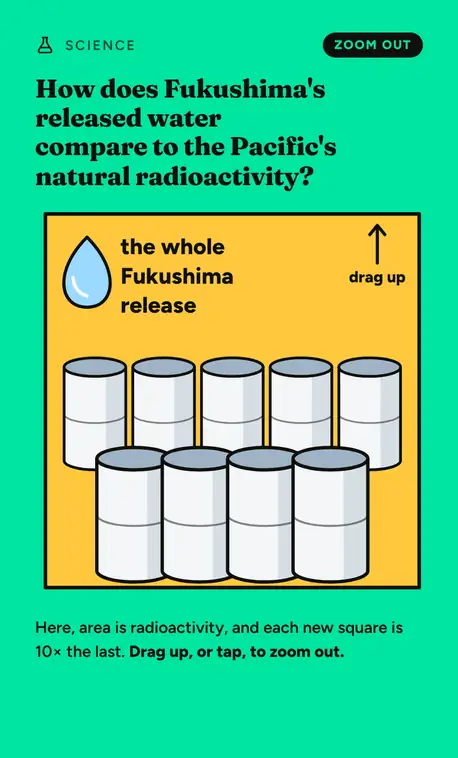 SCIENCE
ZOOM OUT
How does Fukushima's
released water
compare to the Pacific's
natural radioactivity?
the whole
Fukushima
release
drag up
Here, area is radioactivity, and each new square is
10× the last. Drag up, or tap, to zoom out.